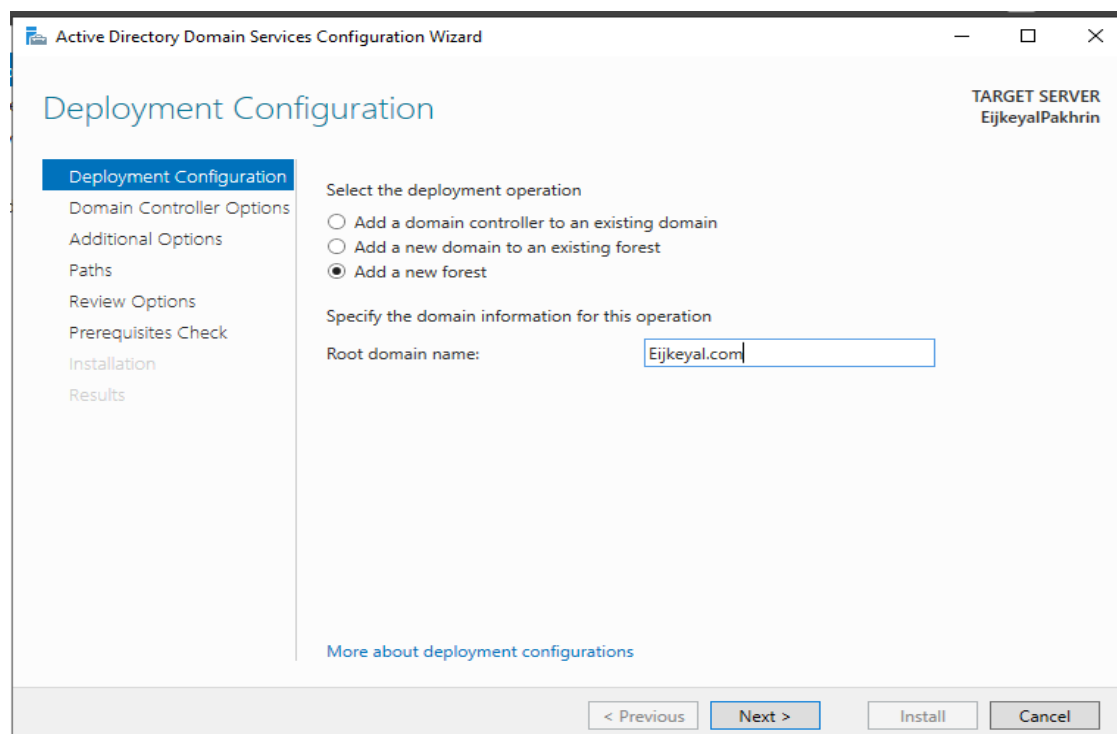 Active Directory Domain Services Configuration Wizard
Deployment Configuration
TARGET SERVER
EijkeyalPakhrin
Deployment Configuration
Domain Controller Options
Additional Options
Paths
Review Options
Prerequisites Check
Installation
Results
Select the deployment operation
Add a domain controller to an existing domain
Add a new domain to an existing forest
Add a new forest
Specify the domain information for this operation
Root domain name:
Eijkeyal.com
More about deployment configurations
< Previous
Next >
Install
Cancel